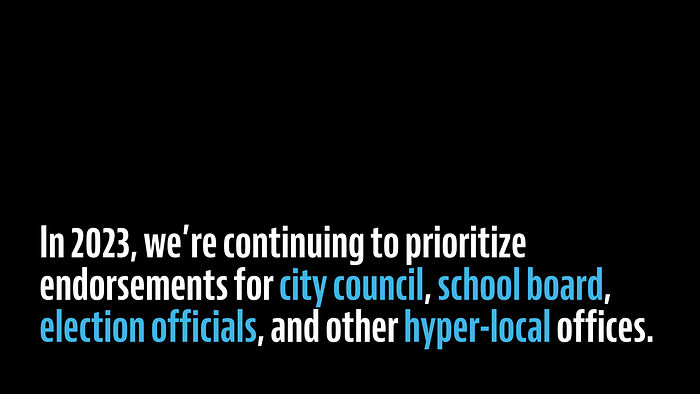 In 2023, we're continuing to prioritize
endorsements for city council, school board,
election officials, and other hyper-local offices.